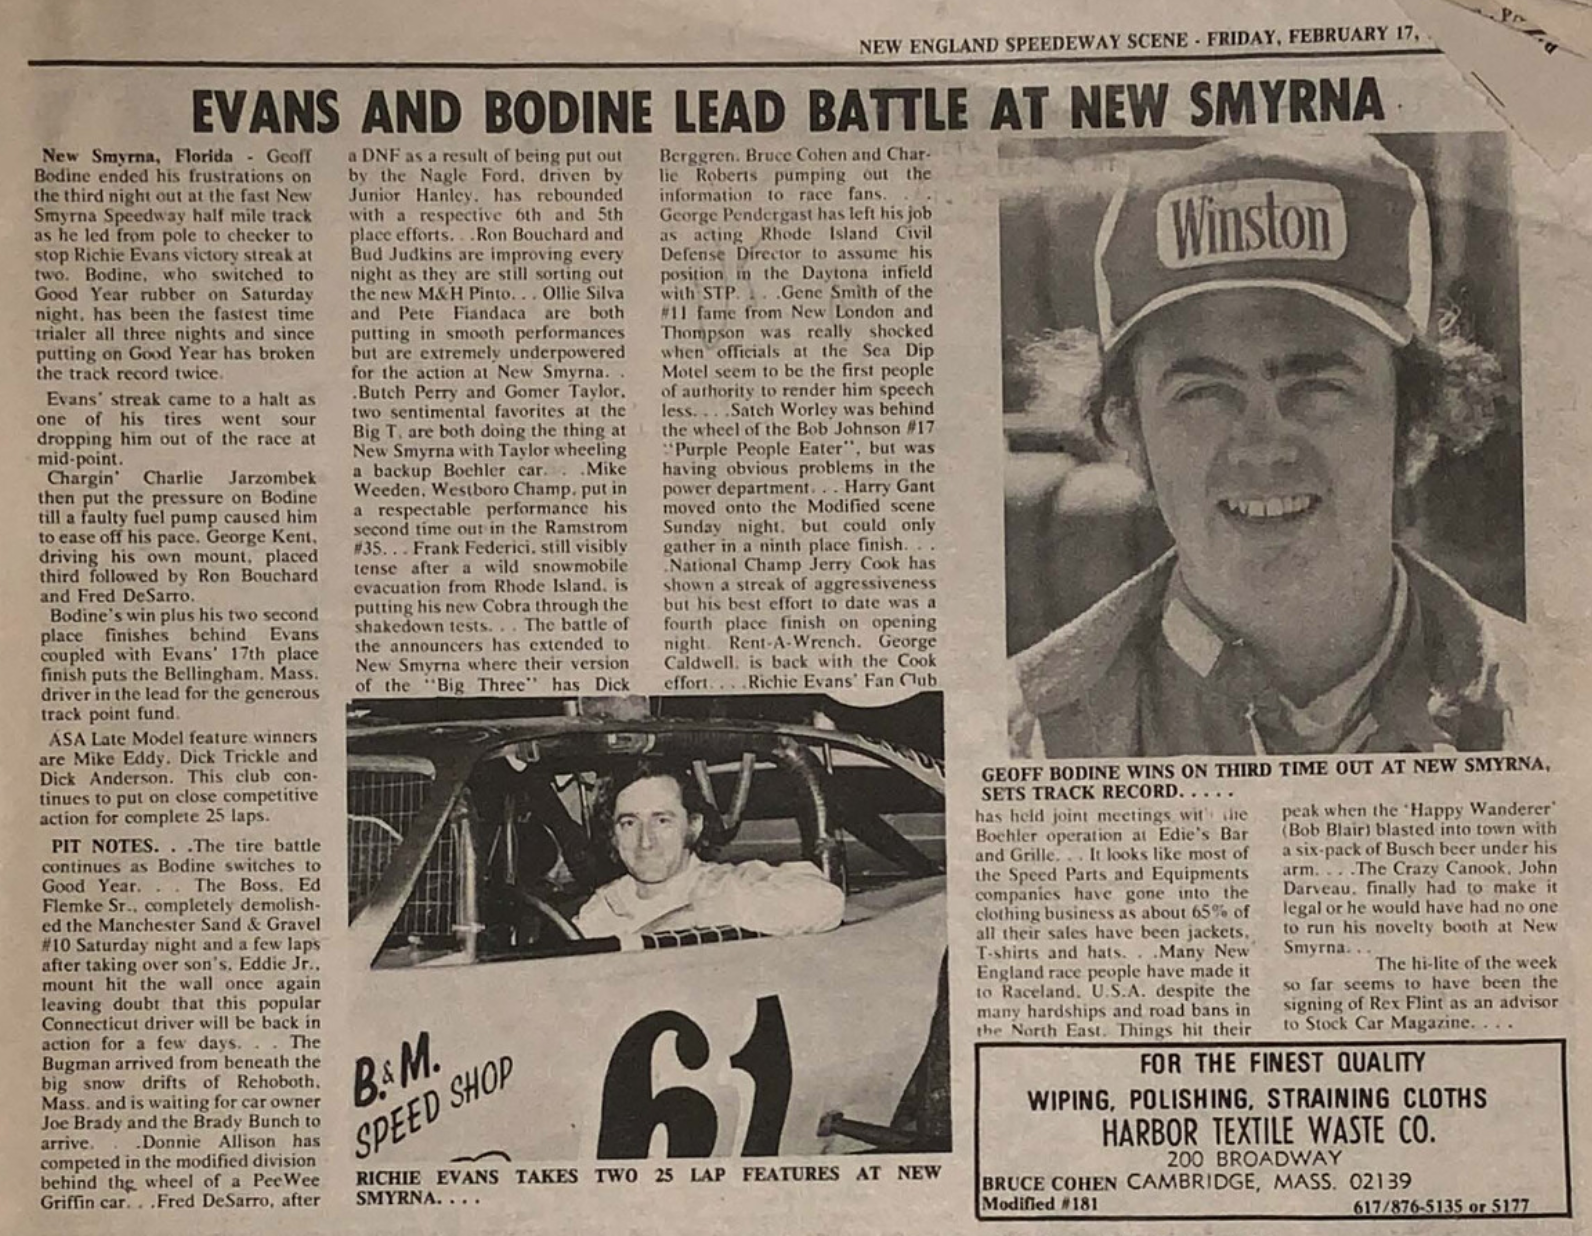 NEW ENGLAND SPEEDEWAY SCENE - FRIDAY, FEBRUARY 17,
EVANS AND BODINE LEAD BATTLE AT NEW SMYRNA
New Smyrna, Florida - Geoff
Bodine ended his frustrations on
the third night out at the fast New
Smyrna Speedway half mile track
as he led from pole to checker to
stop Richie Evans victory streak at
two. Bodine, who switched to
Good Year rubber on Saturday
night, has been the fastest time
trialer all three nights and since
putting on Good Year has broken
the track record twice.
Evans' streak came to a halt as
one of his tires went sour
dropping him out of the race at
mid-point.
Chargin' Charlie Jarzombek
then put the pressure on Bodine
till a faulty fuel pump caused him
to ease off his pace. George Kent,
driving his own mount, placed
third followed by Ron Bouchard
and Fred DeSarro.
Bodine's win plus his two second
place finishes behind Evans
coupled with Evans' 17th place
finish puts the Bellingham, Mass.
driver in the lead for the generous
track point fund.
ASA Late Model feature winners
are Mike Eddy, Dick Trickle and
Dick Anderson. This club con-
tinues to put on close competitive
action for complete 25 laps.
PIT NOTES. . .The tire battle
continues as Bodine switches to
Good Year. . . The Boss, Ed
Flemke Sr., completely demolish-
ed the Manchester Sand & Gravel
#10 Saturday night and a few laps
after taking over son's, Eddie Jr.,
mount hit the wall once again
leaving doubt that this popular
Connecticut driver will be back in
action for a few days. . . The
Bugman arrived from beneath the
big snow drifts of Rehoboth,
Mass. and is waiting for car owner
Joe Brady and the Brady Bunch to
arrive. . .Donnie Allison has
competed in the modified division
behind the wheel of a PeeWee
Griffin car. . .Fred DeSarro, after
a DNF as a result of being put out
by the Nagle Ford, driven by
Junior Hanley, has rebounded
with a respective 6th and 5th
place efforts. . .Ron Bouchard and
Bud Judkins are improving every
night as they are still sorting out
the new M&H Pinto. . . Ollie Silva
and Pete Fiandaca are both
putting in smooth performances
but are extremely underpowered
for the action at New Smyrna. .
.Butch Perry and Gomer Taylor,
two sentimental favorites at the
Big T, are both doing the thing at
New Smyrna with Taylor wheeling
a backup Boehler car. . .Mike
Weeden, Westboro Champ, put in
a respectable performance his
second time out in the Ramstrom
#35. . . Frank Federici, still visibly
tense after a wild snowmobile
evacuation from Rhode Island, is
putting his new Cobra through the
shakedown tests. . . The battle of
the announcers has extended to
New Smyrna where their version
of the "Big Three" has Dick
Berggren, Bruce Cohen and Char-
lie Roberts pumping out the
information to race fans. . .
George Pendergast has left his job
as acting Rhode Island Civil
Defense Director to assume his
position in the Daytona infield
with STP. . . .Gene Smith of the
#11 fame from New London and
Thompson was really shocked
when officials at the Sea Dip
Motel seem to be the first people
of authority to render him speech
less. . . .Satch Worley was behind
the wheel of the Bob Johnson #17
"Purple People Eater", but was
having obvious problems in the
power department. . . Harry Gant
moved onto the Modified scene
Sunday night, but could only
gather in a ninth place finish. . .
.National Champ Jerry Cook has
shown a streak of aggressiveness
but his best effort to date was a
fourth place finish on opening
night. Rent-A-Wrench, George
Caldwell, is back with the Cook
effort. . . .Richie Evans' Fan Club
B&M.
SPEED SHOP
61
RICHIE EVANS TAKES TWO 25 LAP FEATURES AT NEW
SMYRNA. . . .
Winston
GEOFF BODINE WINS ON THIRD TIME OUT AT NEW SMYRNA,
SETS TRACK RECORD. . . . .
has held joint meetings with the
Boehler operation at Edie's Bar
and Grille. . . It looks like most of
the Speed Parts and Equipments
companies have gone into the
clothing business as about 65% of
all their sales have been jackets,
T-shirts and hats. . .Many New
England race people have made it
to Raceland, U.S.A. despite the
many hardships and road bans in
the North East. Things hit their
peak when the 'Happy Wanderer'
(Bob Blair) blasted into town with
a six-pack of Busch beer under his
arm. . . .The Crazy Canook, John
Darveau, finally had to make it
legal or he would have had no one
to run his novelty booth at New
Smyrna. . .
The hi-lite of the week
so far seems to have been the
signing of Rex Flint as an advisor
to Stock Car Magazine. . . .
FOR THE FINEST QUALITY
WIPING, POLISHING, STRAINING CLOTHS
HARBOR TEXTILE WASTE CO.
200 BROADWAY
BRUCE COHEN CAMBRIDGE, MASS. 02139
Modified #181 617/876-5135 or 5177